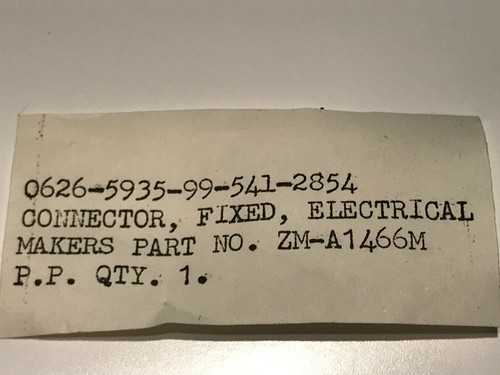 0626-5935-99-541-2854
CONNECTOR, FIXED, ELECTRICAL
MAKERS PART NO. ZM-A1466M
P.P. QTY. 1.